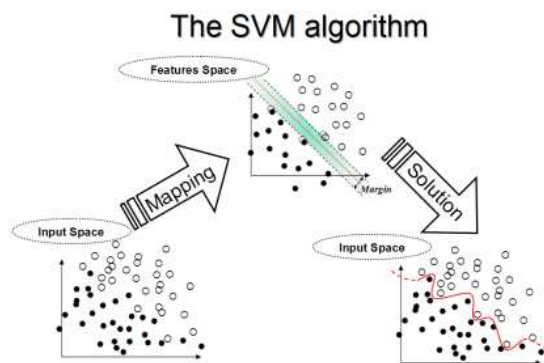 The SVM algorithm
Features Space
Margin
Mapping
Solution
Input Space
Input Space